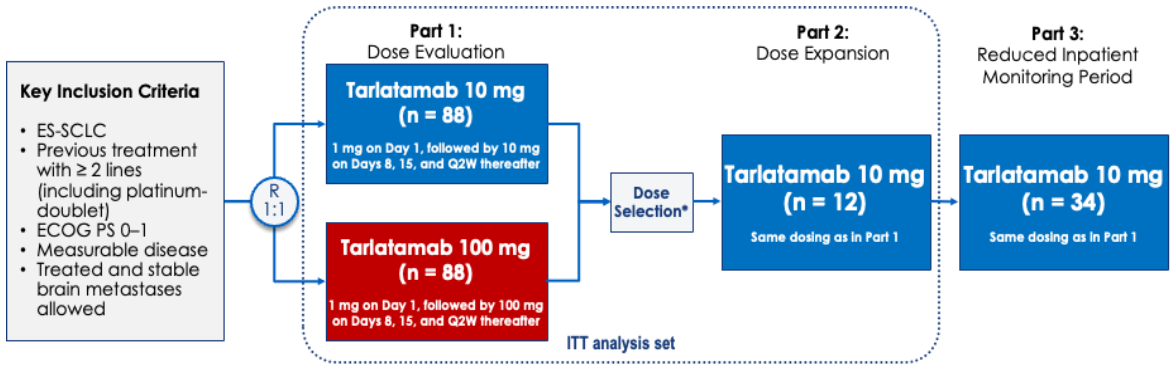 Key Inclusion Criteria
• ES-SCLC
• Previous treatment
with ≥ 2 lines
(including platinum-
doublet)
• ECOG PS 0–1
• Measurable disease
• Treated and stable
brain metastases
allowed
R
1:1
Part 1:
Dose Evaluation
Tarlatamab 10 mg
(n = 88)
1 mg on Day 1, followed by 10 mg
on Days 8, 15, and Q2W thereafter
Tarlatamab 100 mg
(n = 88)
1 mg on Day 1, followed by 100 mg
on Days 8, 15, and Q2W thereafter
Dose
Selection*
Part 2:
Dose Expansion
Tarlatamab 10 mg
(n = 12)
Same dosing as in Part 1
ITT analysis set
Part 3:
Reduced Inpatient
Monitoring Period
Tarlatamab 10 mg
(n = 34)
Same dosing as in Part 1